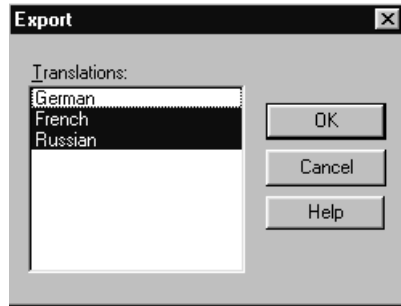 Export
Translations:
German
French
Russian
OK
Cancel
Help